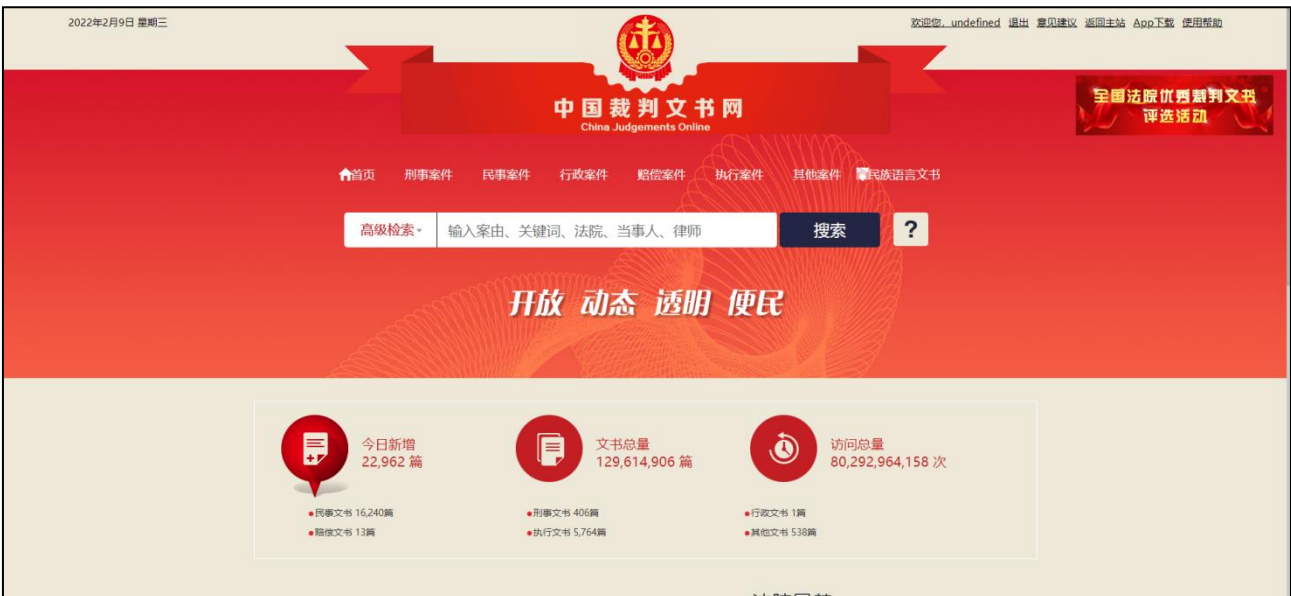 2022年2月9日 星期三
欢迎您，undefined 退出 意见建议 返回主站 App下载 使用帮助
中国裁判文书网
China Judgements Online
全国法院优秀裁判文书
评选活动
首页 刑事案件 民事案件 行政案件 赔偿案件 执行案件 其他案件 民族语言文书
高级检索 输入案由、关键词、法院、当事人、律师 搜索 ?
开放 动态 透明 便民
今日新增 文书总量 访问总量
22,962 篇 129,614,906 篇 80,292,964,158 次
民事文书 16,240篇 刑事文书 406篇 行政文书 1篇
赔偿文书 13篇 执行文书 5,764篇 其他文书 538篇